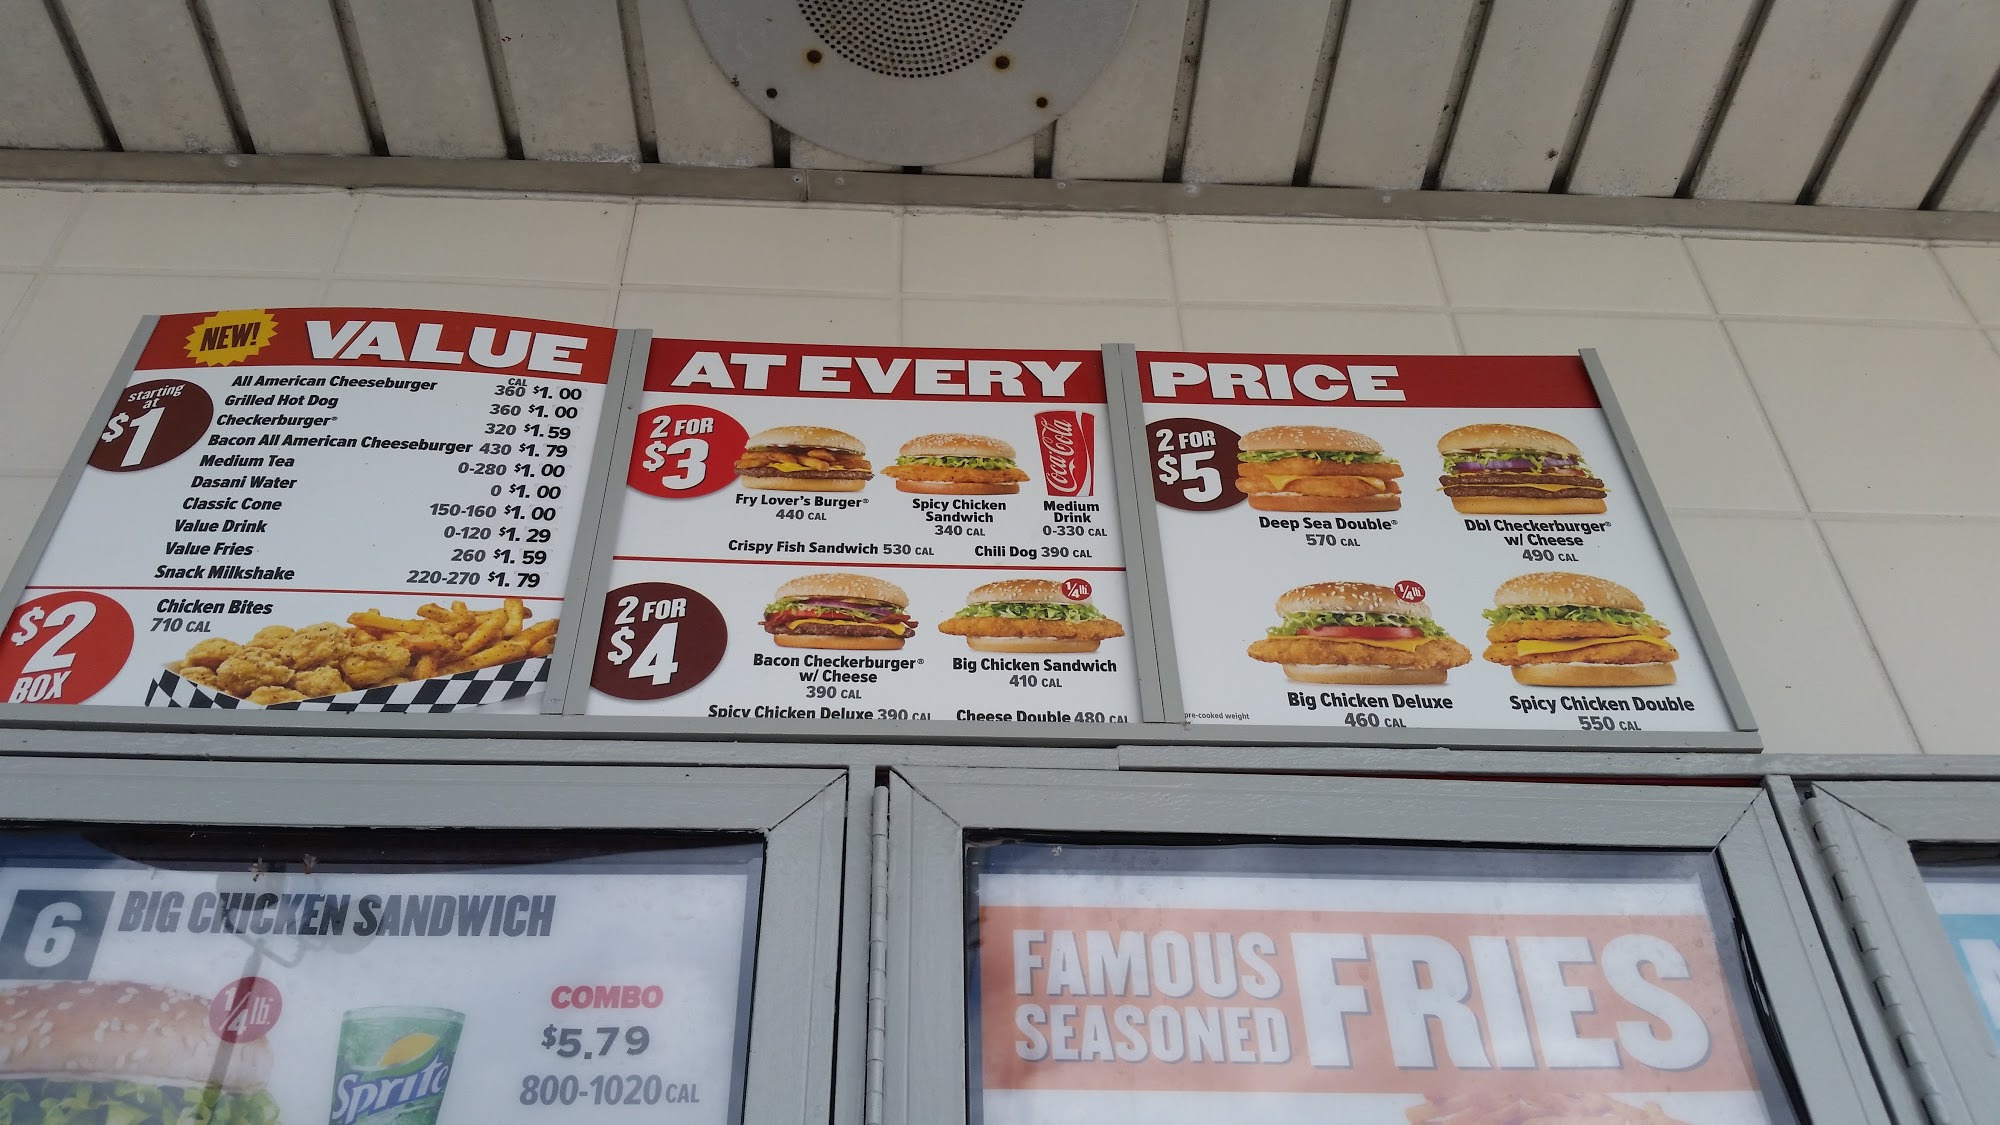 NEW! VALUE
starting
at
$1
CAL
All American Cheeseburger 360 $1.00
Grilled Hot Dog 360 $1.00
Checkerburger® 320 $1.59
Bacon All American Cheeseburger 430 $1.79
Medium Tea 0-280 $1.00
Dasani Water 0 $1.00
Classic Cone 150-160 $1.00
Value Drink 0-120 $1.29
Value Fries 260 $1.59
Snack Milkshake 220-270 $1.79
$2
BOX
Chicken Bites
710 CAL
AT EVERY
2 FOR
$3
Fry Lover's Burger®
440 CAL
Spicy Chicken
Sandwich
340 CAL
Coca-Cola
Medium
Drink
0-330 CAL
Crispy Fish Sandwich 530 CAL
Chili Dog 390 CAL
2 FOR
$4
Bacon Checkerburger®
w/ Cheese
390 CAL
1/4 lb.
Big Chicken Sandwich
410 CAL
Spicy Chicken Deluxe 390 CAL
Cheese Double 480 CAL
PRICE
2 FOR
$5
Deep Sea Double®
570 CAL
Dbl Checkerburger®
w/ Cheese
490 CAL
1/4 lb.
Big Chicken Deluxe
460 CAL
Spicy Chicken Double
550 CAL
pre-cooked weight
6 BIG CHICKEN SANDWICH
1/4 lb.
Sprite
COMBO
$5.79
800-1020 CAL
FAMOUS
SEASONED
FRIES